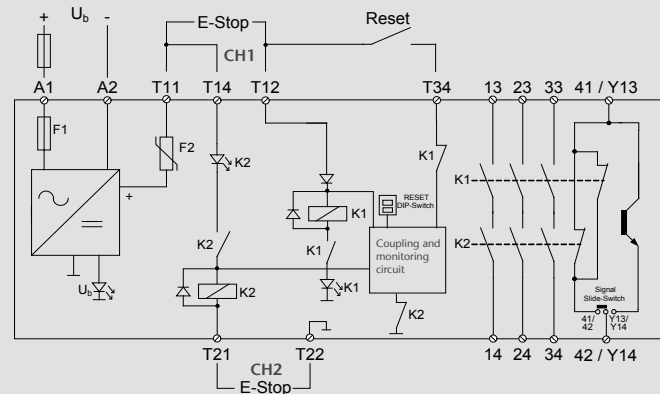 + Ub -
E-Stop
CH1
Reset
A1 A2 T11 T14 T12 T34 13 23 33 41 / Y13
F1
F2
K2
K1
+
RESET
DIP-Switch
K1
K1
K2
Coupling and
monitoring
circuit
K2
K1
K2
Ub
K1
K2
Signal
Slide-Switch
41/
42
Y13/
Y14
T21 T22 14 24 34 42 / Y14
CH2
E-Stop